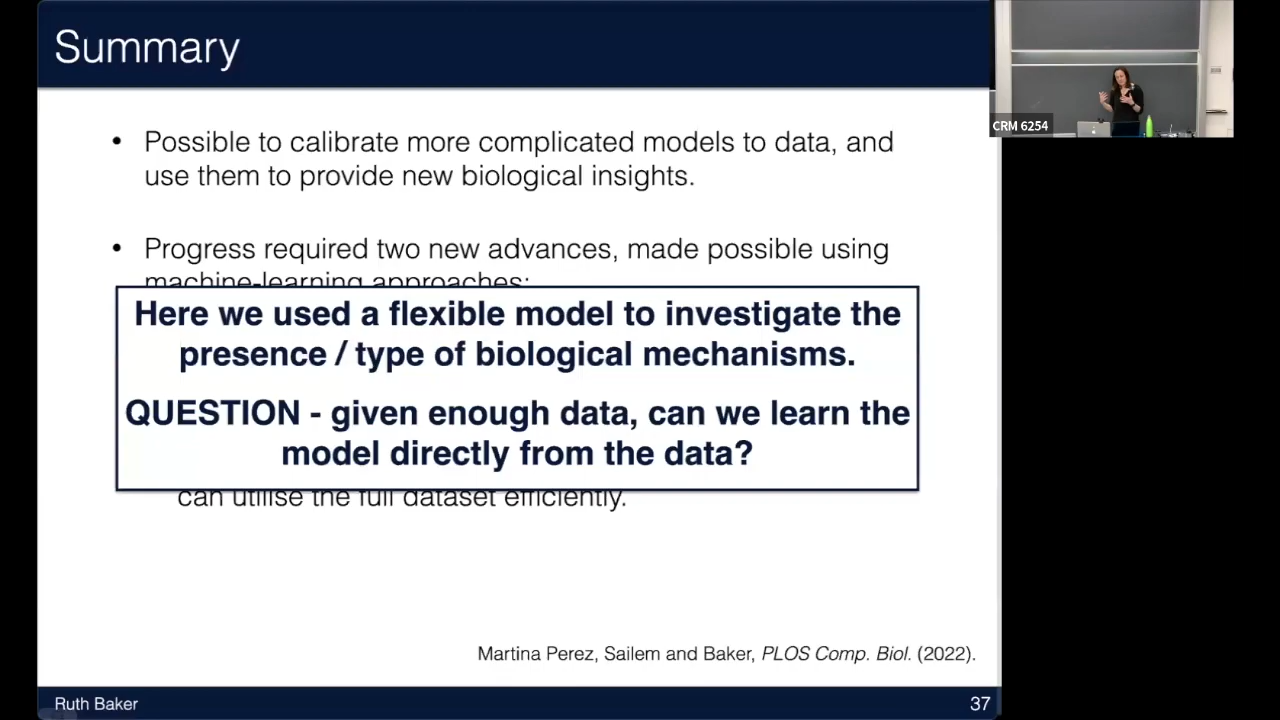 Summary
CRM 6254
• Possible to calibrate more complicated models to data, and
use them to provide new biological insights.
• Progress required two new advances, made possible using
machine-learning approaches:
Here we used a flexible model to investigate the
presence / type of biological mechanisms.
QUESTION - given enough data, can we learn the
model directly from the data?
can utilise the full dataset efficiently.
Martina Perez, Sailem and Baker, PLOS Comp. Biol. (2022).
Ruth Baker
37